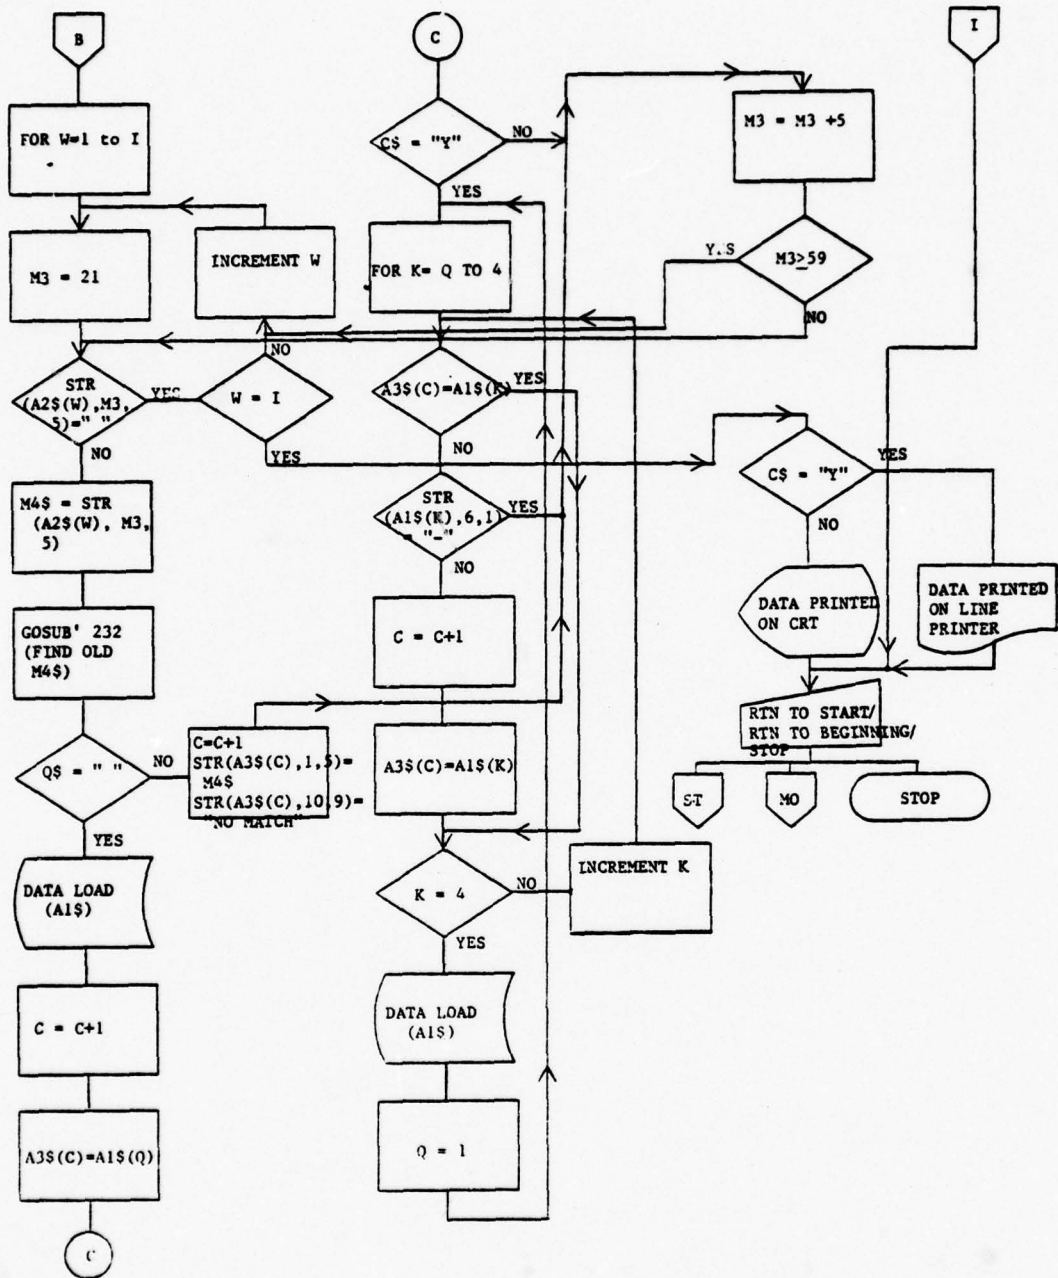 B
FOR W=1 to I
M3 = 21
INCREMENT W
STR
(A2$(W),M3,
5)=" "
YES
NO
W = I
NO
YES
M4$ = STR
(A2$(W), M3,
5)
GOSUB' 232
(FIND OLD
M4$)
Q$ = " "
NO
YES
C=C+1
STR(A3$(C),1,5)=
M4$
STR(A3$(C),10,9)=
"NO MATCH"
DATA LOAD
(A1$)
C = C+1
A3$(C)=A1$(Q)
C
C
C$ = "Y"
NO
YES
FOR K= Q TO 4
A3$(C)=A1$(K)
YES
NO
STR
(A1$(K),6,1)
= "-"
YES
NO
C = C+1
A3$(C)=A1$(K)
K = 4
NO
YES
INCREMENT K
DATA LOAD
(A1$)
Q = 1
I
M3 = M3 +5
M3>59
YES
NO
C$ = "Y"
YES
NO
DATA PRINTED
ON CRT
DATA PRINTED
ON LINE
PRINTER
RTN TO START/
RTN TO BEGINNING/
STOP
ST
MO
STOP